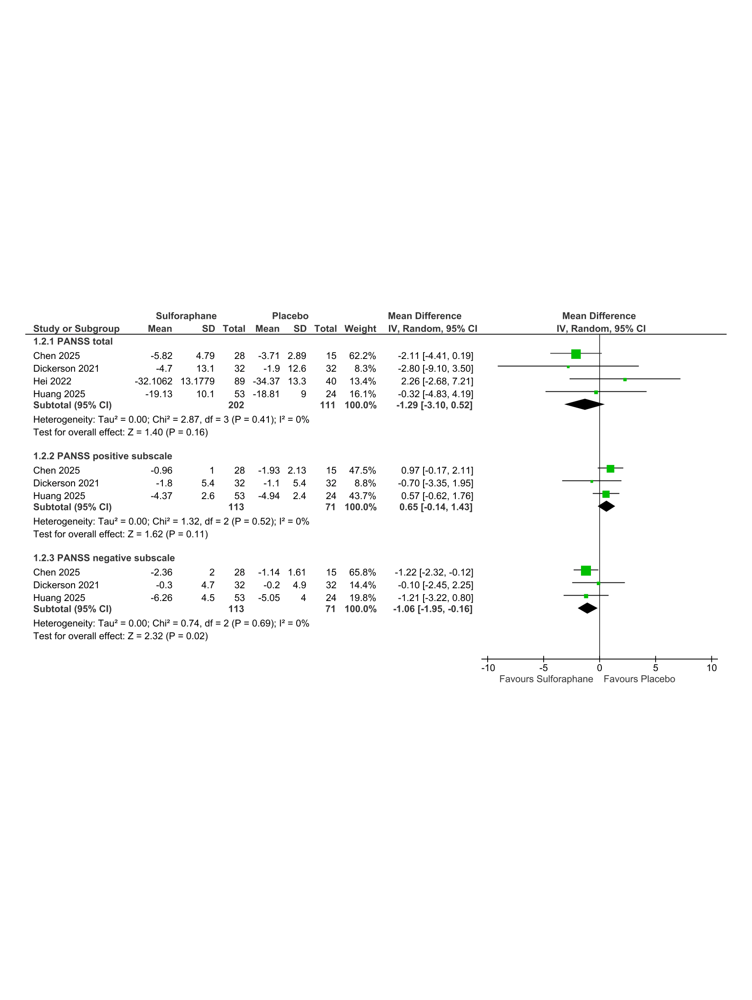 Sulforaphane Placebo Mean Difference Mean Difference
Study or Subgroup Mean SD Total Mean SD Total Weight IV, Random, 95% CI IV, Random, 95% CI
1.2.1 PANSS total
Chen 2025 -5.82 4.79 28 -3.71 2.89 15 62.2% -2.11 [-4.41, 0.19]
Dickerson 2021 -4.7 13.1 32 -1.9 12.6 32 8.3% -2.80 [-9.10, 3.50]
Hei 2022 -32.1062 13.1779 89 -34.37 13.3 40 13.4% 2.26 [-2.68, 7.21]
Huang 2025 -19.13 10.1 53 -18.81 9 24 16.1% -0.32 [-4.83, 4.19]
Subtotal (95% CI) 202 111 100.0% -1.29 [-3.10, 0.52]
Heterogeneity: Tau² = 0.00; Chi² = 2.87, df = 3 (P = 0.41); I² = 0%
Test for overall effect: Z = 1.40 (P = 0.16)
1.2.2 PANSS positive subscale
Chen 2025 -0.96 1 28 -1.93 2.13 15 47.5% 0.97 [-0.17, 2.11]
Dickerson 2021 -1.8 5.4 32 -1.1 5.4 32 8.8% -0.70 [-3.35, 1.95]
Huang 2025 -4.37 2.6 53 -4.94 2.4 24 43.7% 0.57 [-0.62, 1.76]
Subtotal (95% CI) 113 71 100.0% 0.65 [-0.14, 1.43]
Heterogeneity: Tau² = 0.00; Chi² = 1.32, df = 2 (P = 0.52); I² = 0%
Test for overall effect: Z = 1.62 (P = 0.11)
1.2.3 PANSS negative subscale
Chen 2025 -2.36 2 28 -1.14 1.61 15 65.8% -1.22 [-2.32, -0.12]
Dickerson 2021 -0.3 4.7 32 -0.2 4.9 32 14.4% -0.10 [-2.45, 2.25]
Huang 2025 -6.26 4.5 53 -5.05 4 24 19.8% -1.21 [-3.22, 0.80]
Subtotal (95% CI) 113 71 100.0% -1.06 [-1.95, -0.16]
Heterogeneity: Tau² = 0.00; Chi² = 0.74, df = 2 (P = 0.69); I² = 0%
Test for overall effect: Z = 2.32 (P = 0.02)
-10 -5 0 5 10
Favours Sulforaphane Favours Placebo